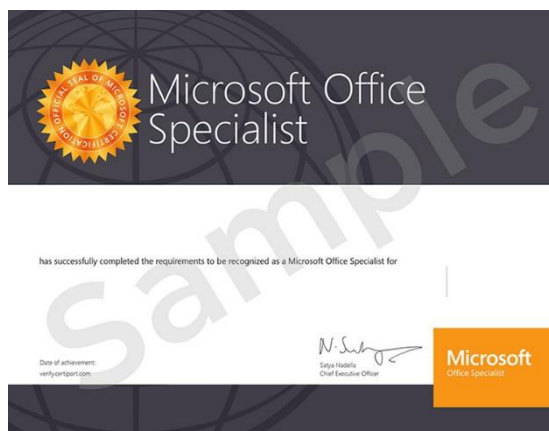 OFFICIAL SEAL OF MICROSOFT CERTIFICATION
Microsoft Office
Specialist
Sample
has successfully completed the requirements to be recognized as a Microsoft Office Specialist for
Date of achievement:
verify.certiport.com
Satya Nadella
Chief Executive Officer
Microsoft
Office Specialist